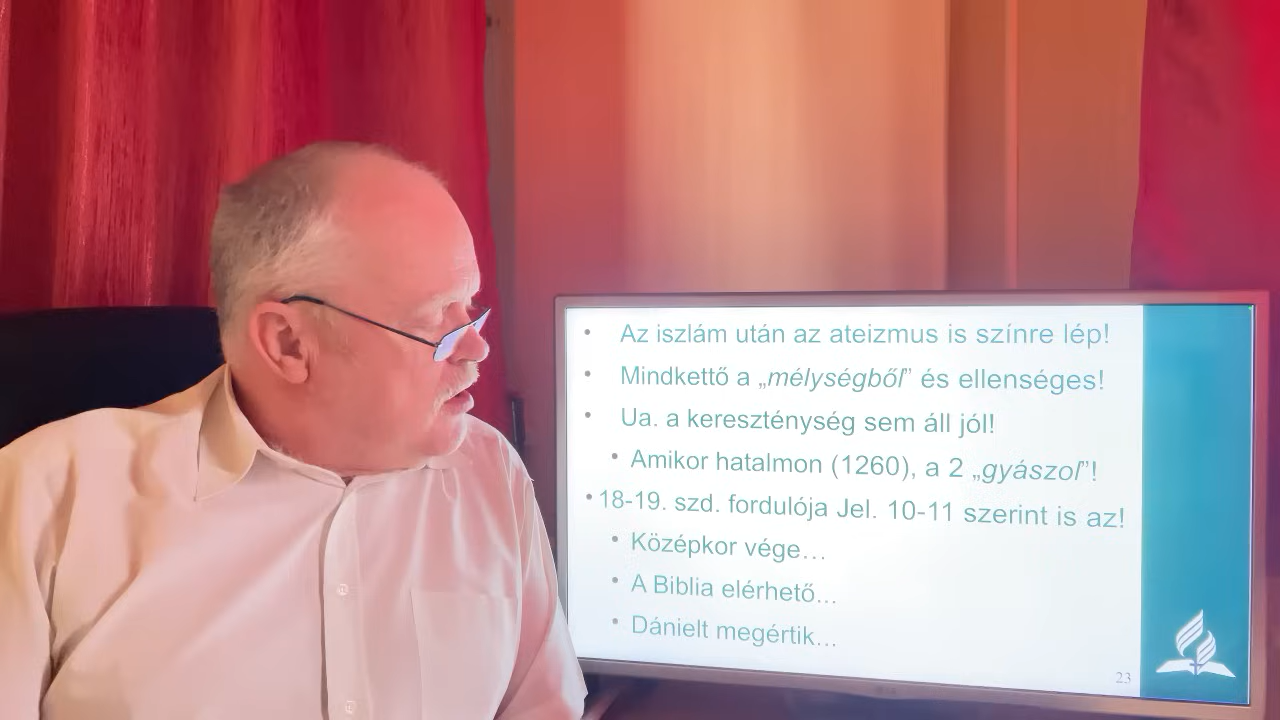 • Az iszlám után az ateizmus is színre lép!
• Mindkettő a „mélységből” és ellenséges!
• Ua. a kereszténység sem áll jól!
• Amikor hatalmon (1260), a 2 „gyászol”!
• 18-19. szd. fordulója Jel. 10-11 szerint is az!
• Középkor vége…
• A Biblia elérhető…
• Dánielt megértik…
23